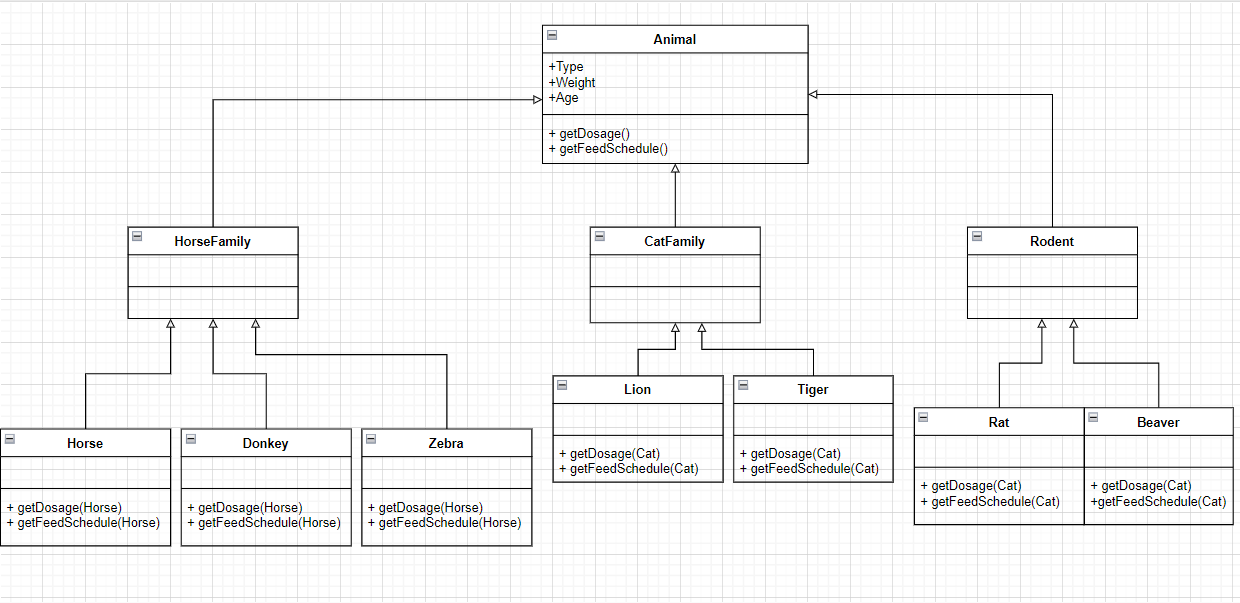 Animal
+Type
+Weight
+Age
+ getDosage()
+ getFeedSchedule()
HorseFamily
CatFamily
Rodent
Horse
+ getDosage(Horse)
+ getFeedSchedule(Horse)
Donkey
+ getDosage(Horse)
+ getFeedSchedule(Horse)
Zebra
+ getDosage(Horse)
+ getFeedSchedule(Horse)
Lion
+ getDosage(Cat)
+ getFeedSchedule(Cat)
Tiger
+ getDosage(Cat)
+ getFeedSchedule(Cat)
Rat
+ getDosage(Cat)
+ getFeedSchedule(Cat)
Beaver
+ getDosage(Cat)
+getFeedSchedule(Cat)